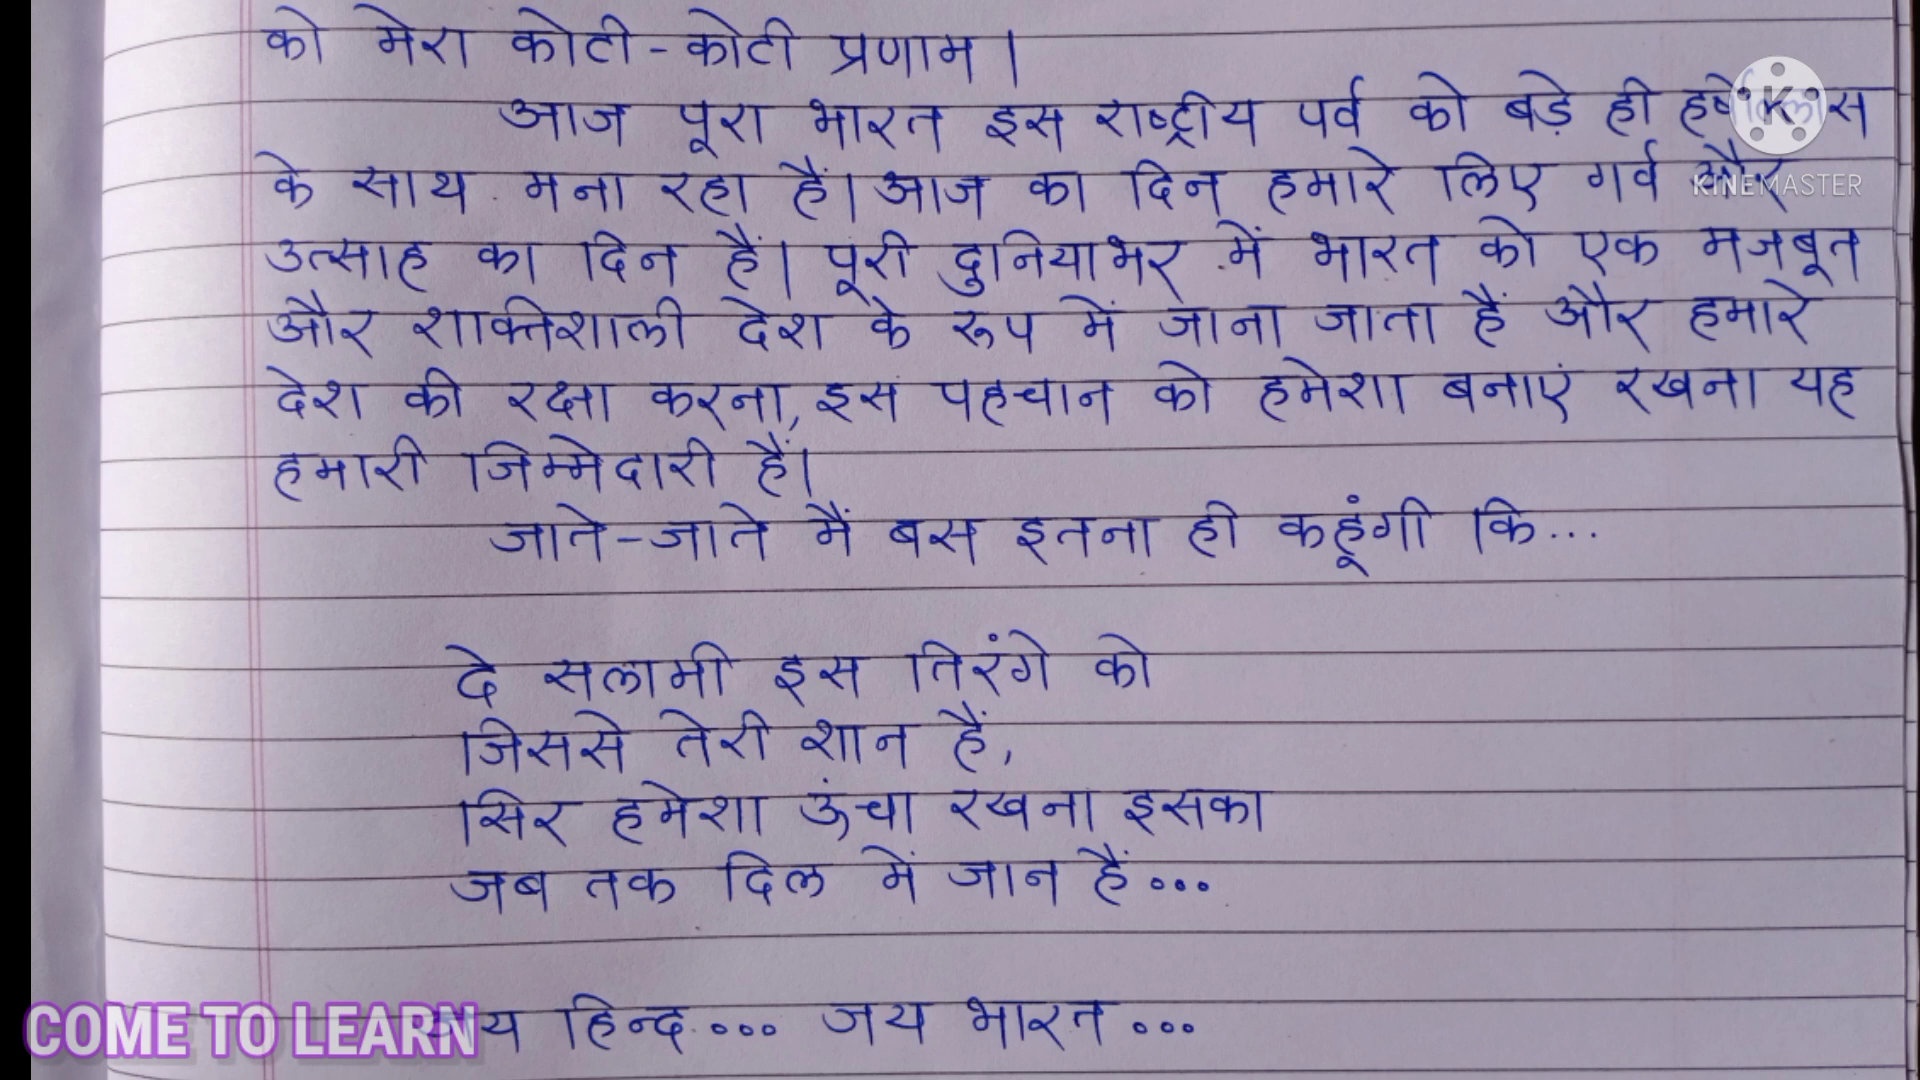 को मेरा कोटी-कोटी प्रणाम।
आज पूरा भारत इस राष्ट्रीय पर्व को बड़े ही
के साथ मना रहा हैं। आज का दिन हमारे लिए गर्व और
उत्साह का दिन हैं। पूरी दुनियाभर में भारत को एक मजबूत
और शक्तिशाली देश के रूप में जाना जाता हैं और हमारे
देश की रक्षा करना, इस पहचान को हमेशा बनाएं रखना यह
हमारी जिम्मेदारी हैं।
जाते-जाते मैं बस इतना ही कहूंगी कि...
दे सलामी इस तिरंगे को
जिससे तेरी शान हैं,
सिर हमेशा ऊंचा रखना इसका
जब तक दिल में जान हैं...
जय हिन्द... जय भारत...
K
KINEMASTER
COME TO LEARN